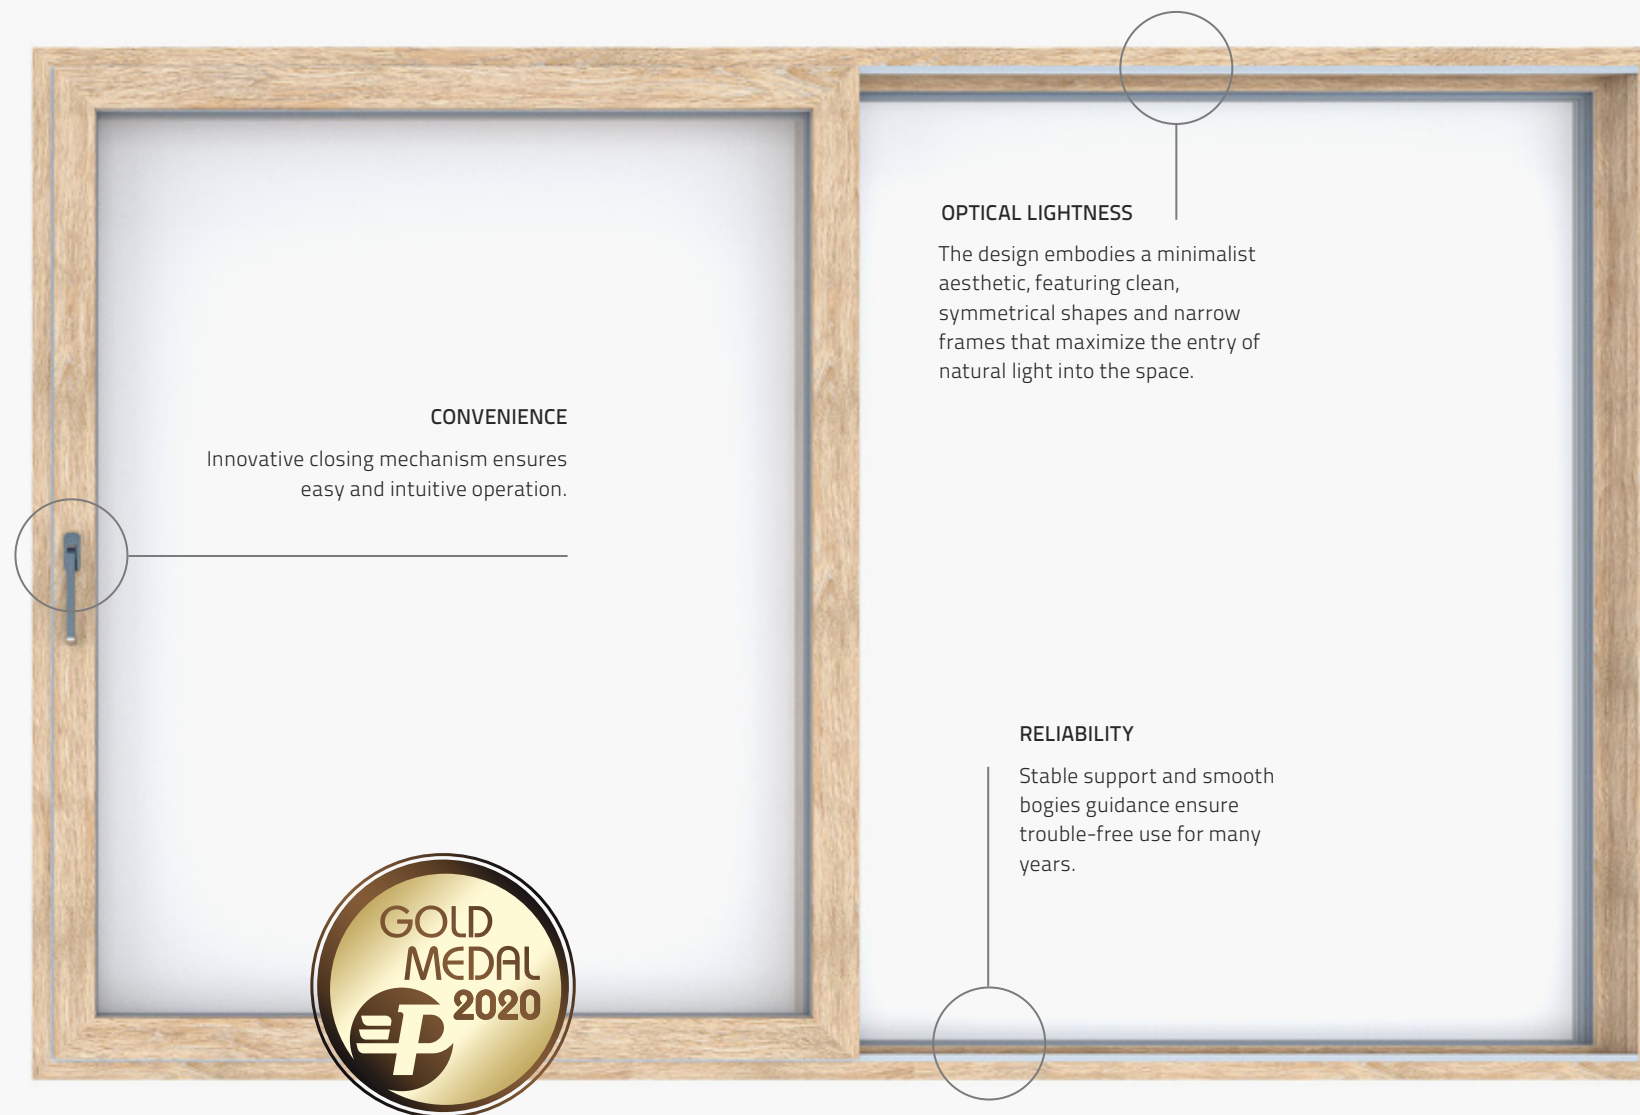 OPTICAL LIGHTNESS
The design embodies a minimalist
aesthetic, featuring clean,
symmetrical shapes and narrow
frames that maximize the entry of
natural light into the space.
CONVENIENCE
Innovative closing mechanism ensures
easy and intuitive operation.
RELIABILITY
Stable support and smooth
bogies guidance ensure
trouble-free use for many
years.
GOLD
MEDAL
2020